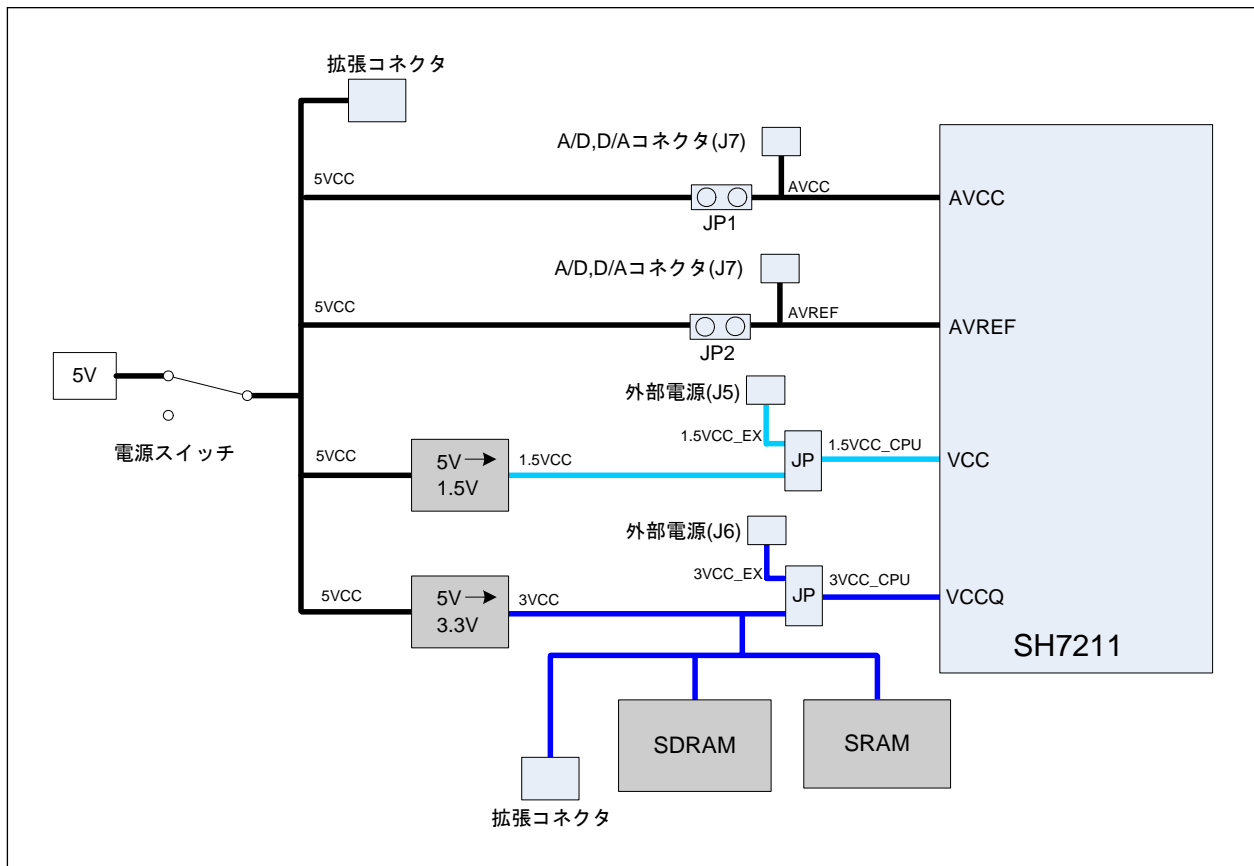 拡張コネクタ
A/D,D/Aコネクタ(J7)
5VCC
AVCC
AVCC
JP1
A/D,D/Aコネクタ(J7)
5VCC
AVREF
AVREF
JP2
5V
電源スイッチ
外部電源(J5)
1.5VCC_EX
5VCC
5V
1.5V
1.5VCC
JP
1.5VCC_CPU
VCC
外部電源(J6)
3VCC_EX
5VCC
5V
3.3V
3VCC
JP
3VCC_CPU
VCCQ
SH7211
SDRAM
SRAM
拡張コネクタ